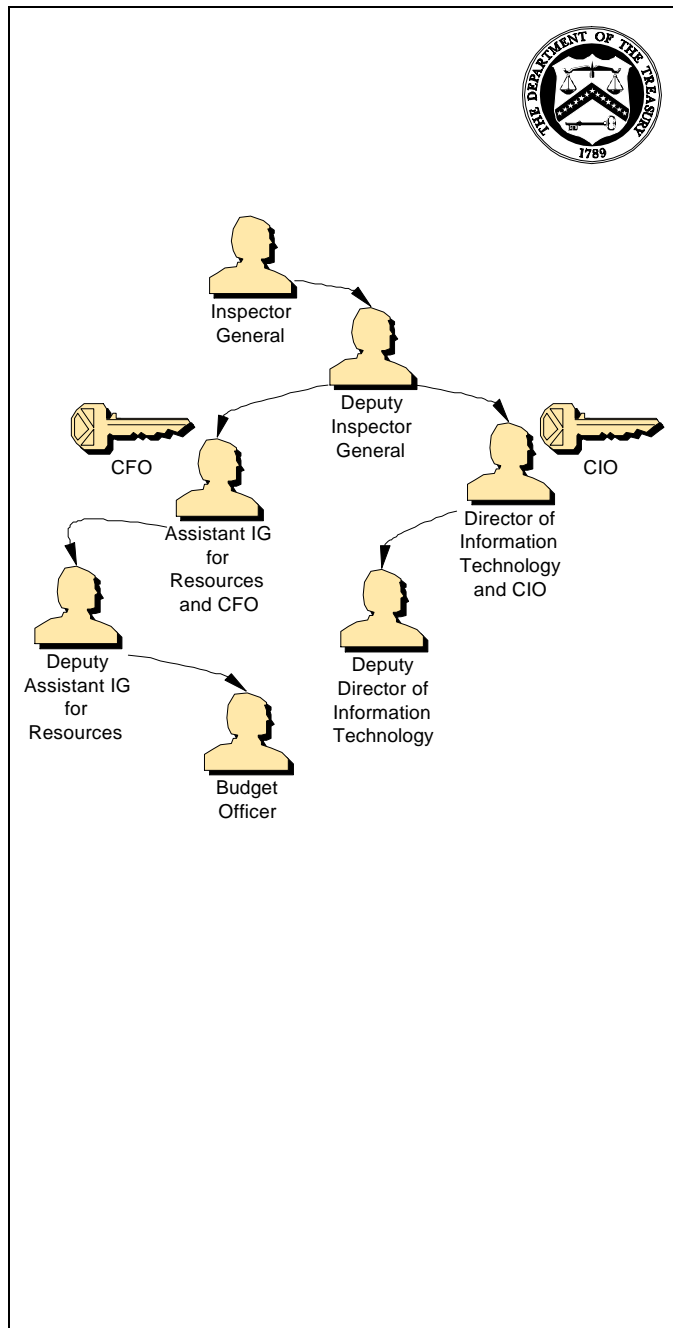 THE DEPARTMENT OF THE TREASURY
1789
Inspector
General
Deputy
Inspector
General
CFO
CIO
Assistant IG
for
Resources
and CFO
Director of
Information
Technology
and CIO
Deputy
Assistant IG
for
Resources
Deputy
Director of
Information
Technology
Budget
Officer